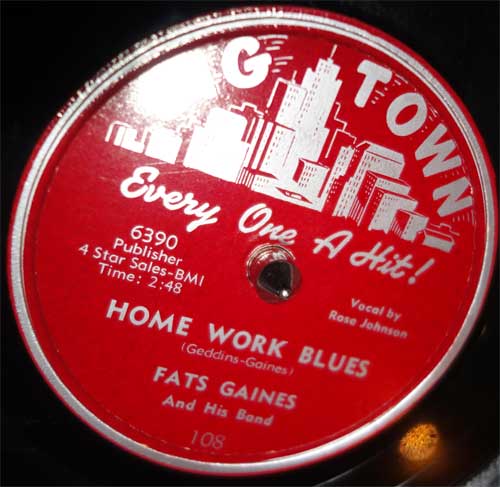 G TOWN
Every One A Hit!
6390
Publisher
4 Star Sales-BMI
Time: 2:48
Vocal by
Rose Johnson
HOME WORK BLUES
(Geddins-Gaines)
FATS GAINES
And His Band
108